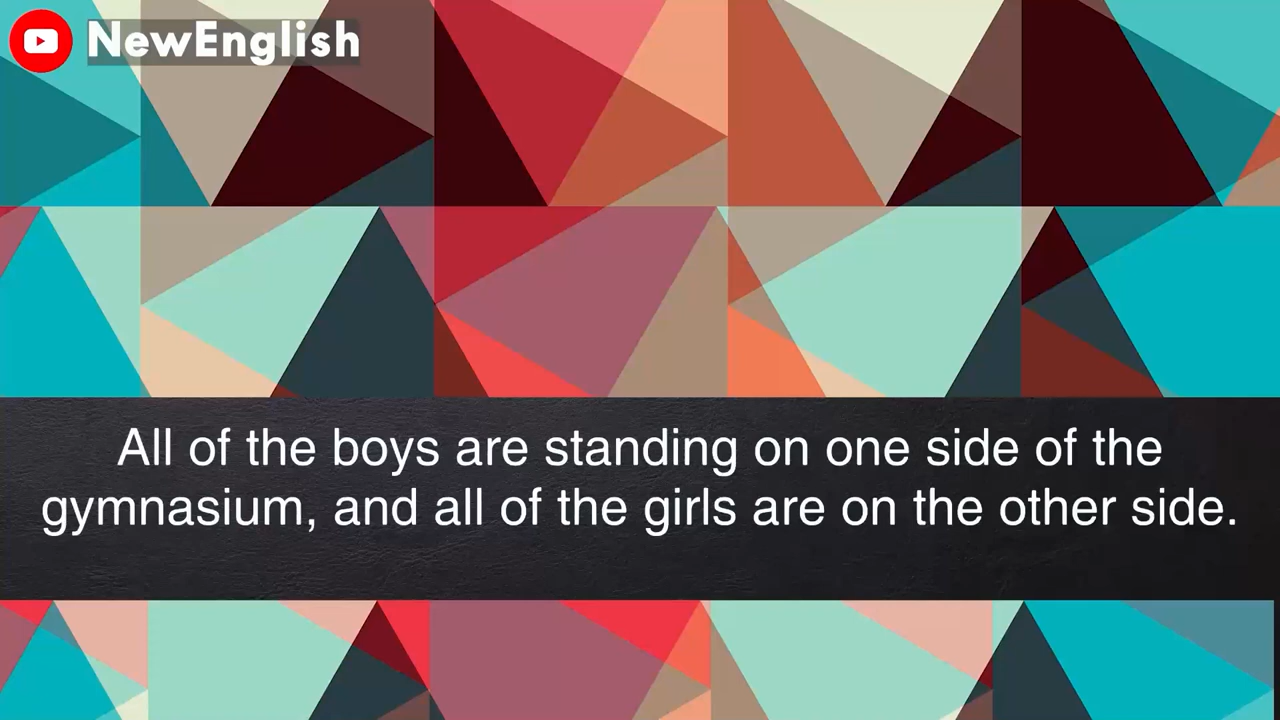 NewEnglish
All of the boys are standing on one side of the
gymnasium, and all of the girls are on the other side.